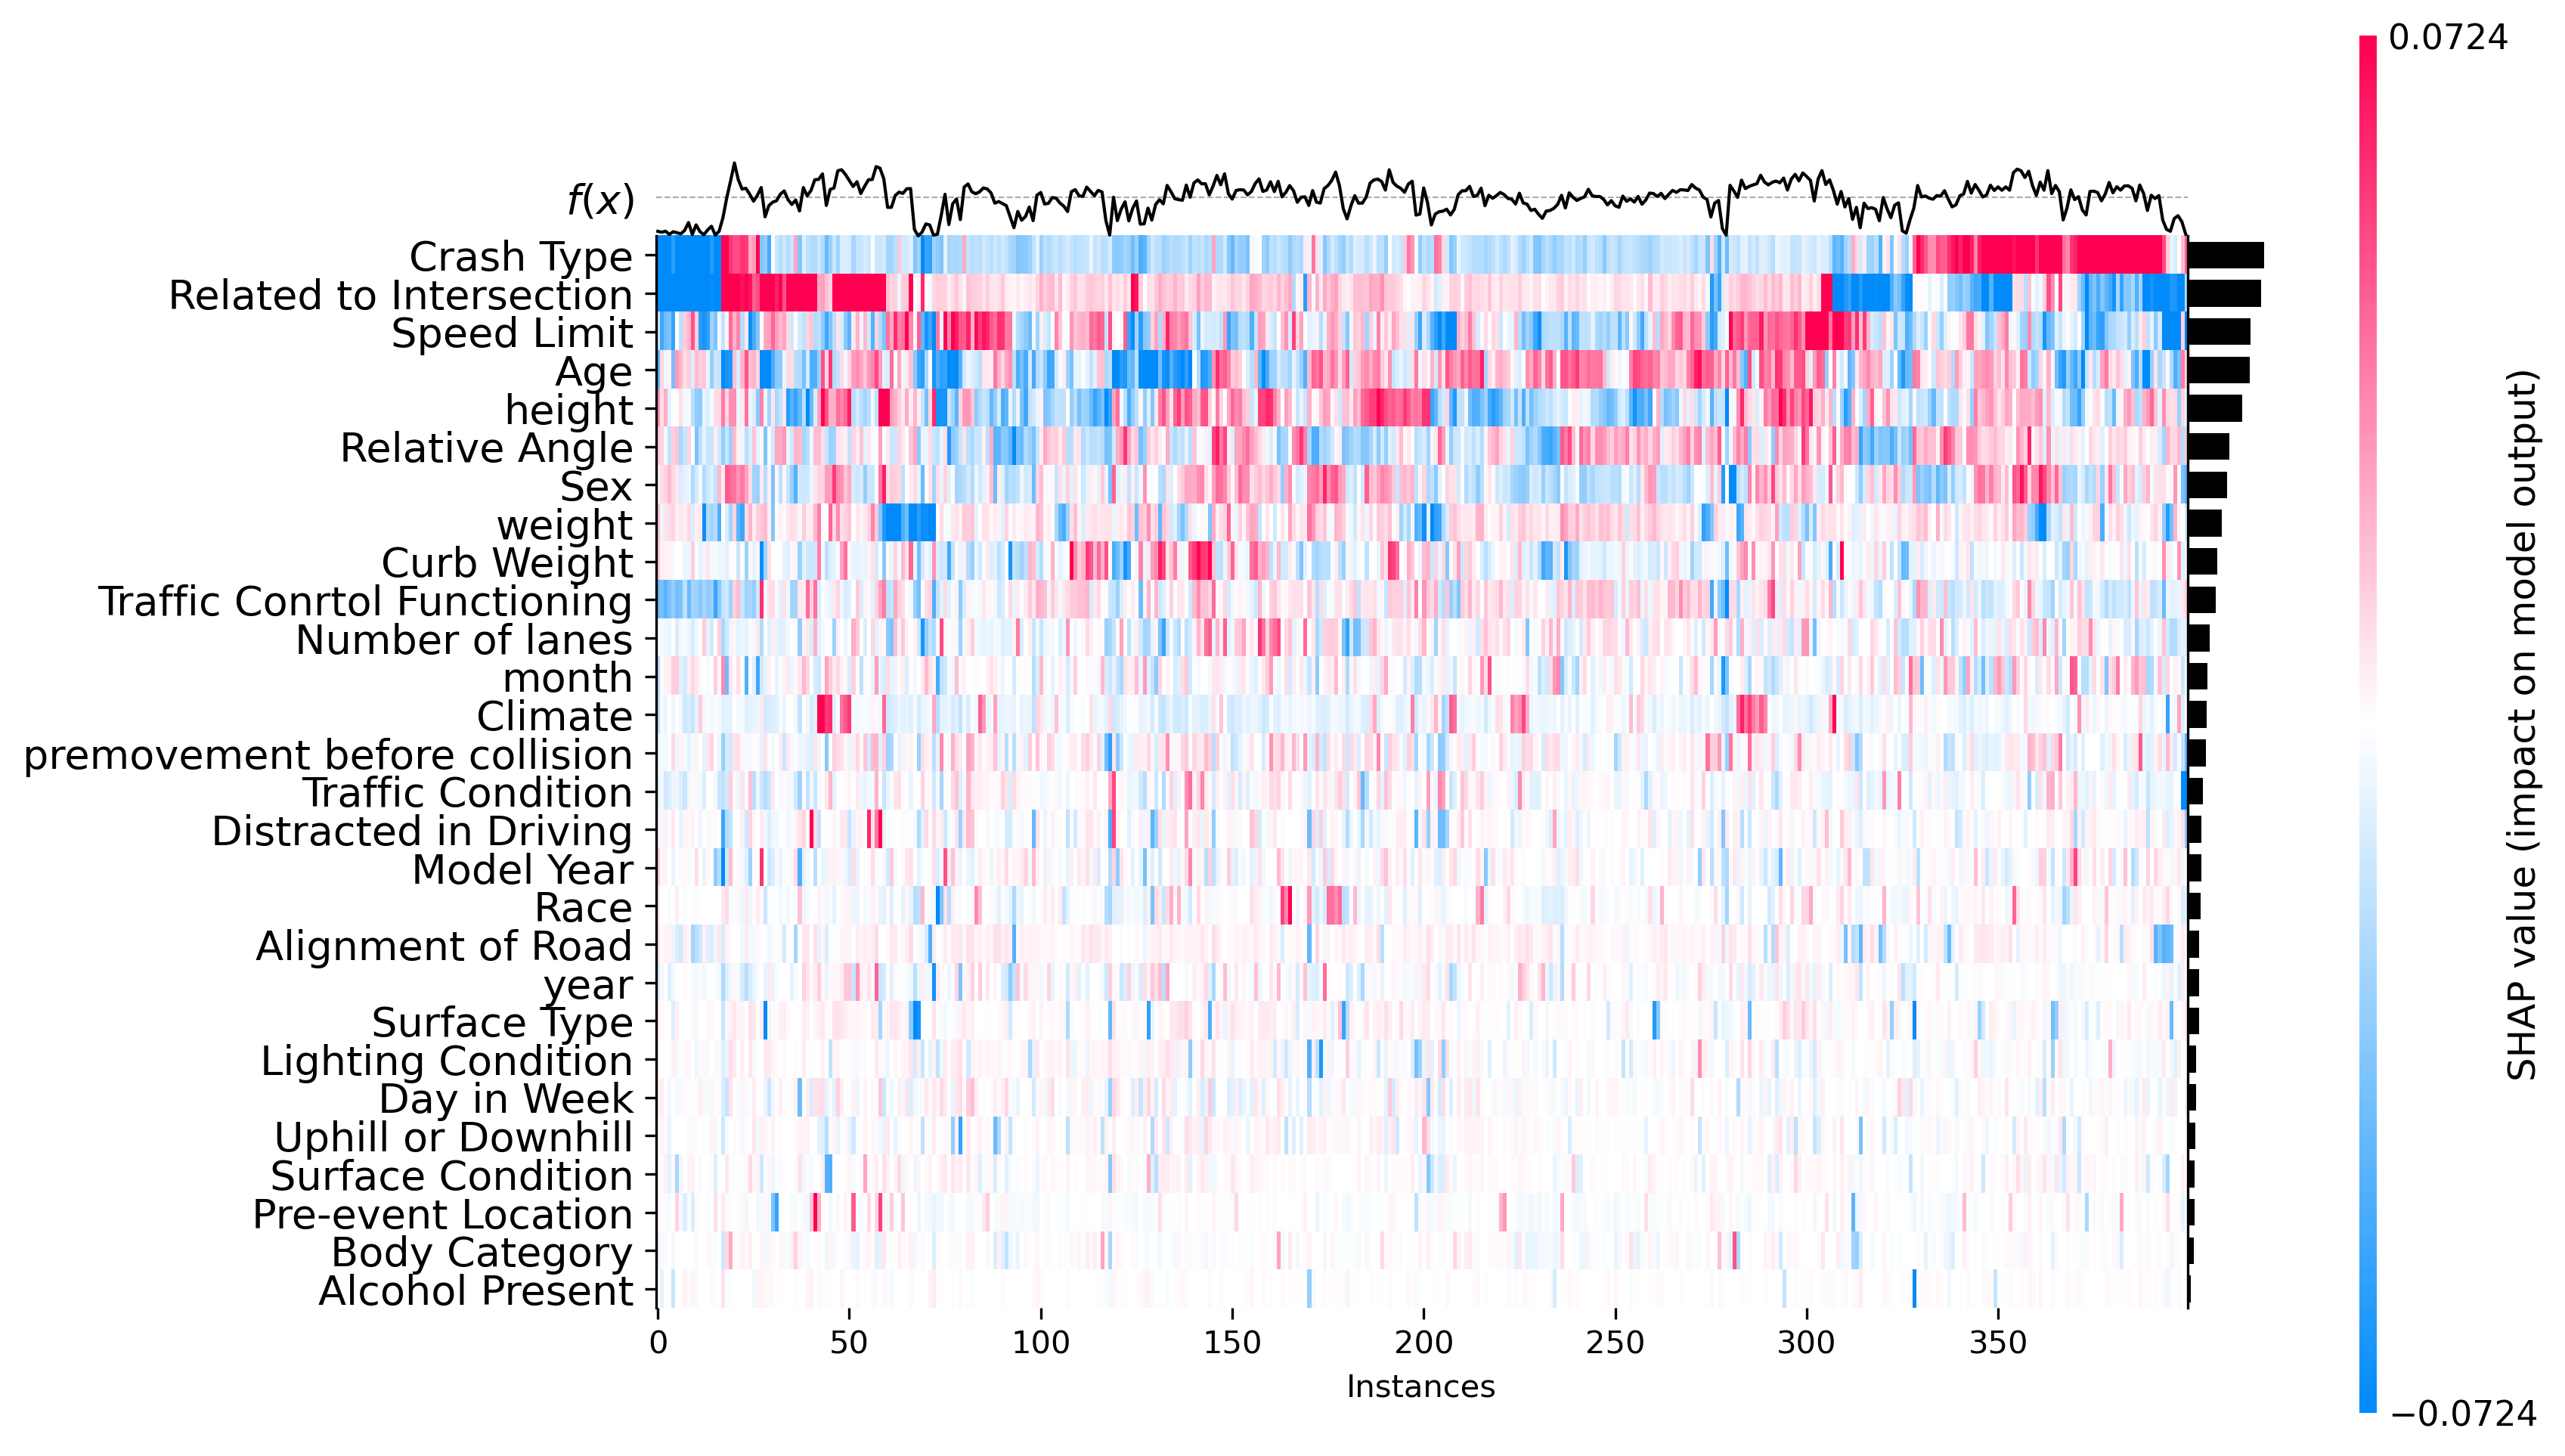 f(x)
Crash Type
Related to Intersection
Speed Limit
Age
height
Relative Angle
Sex
weight
Curb Weight
Traffic Conrtol Functioning
Number of lanes
month
Climate
premovement before collision
Traffic Condition
Distracted in Driving
Model Year
Race
Alignment of Road
year
Surface Type
Lighting Condition
Day in Week
Uphill or Downhill
Surface Condition
Pre-event Location
Body Category
Alcohol Present
0 50 100 150 200 250 300 350
Instances
0.0724
SHAP value (impact on model output)
−0.0724